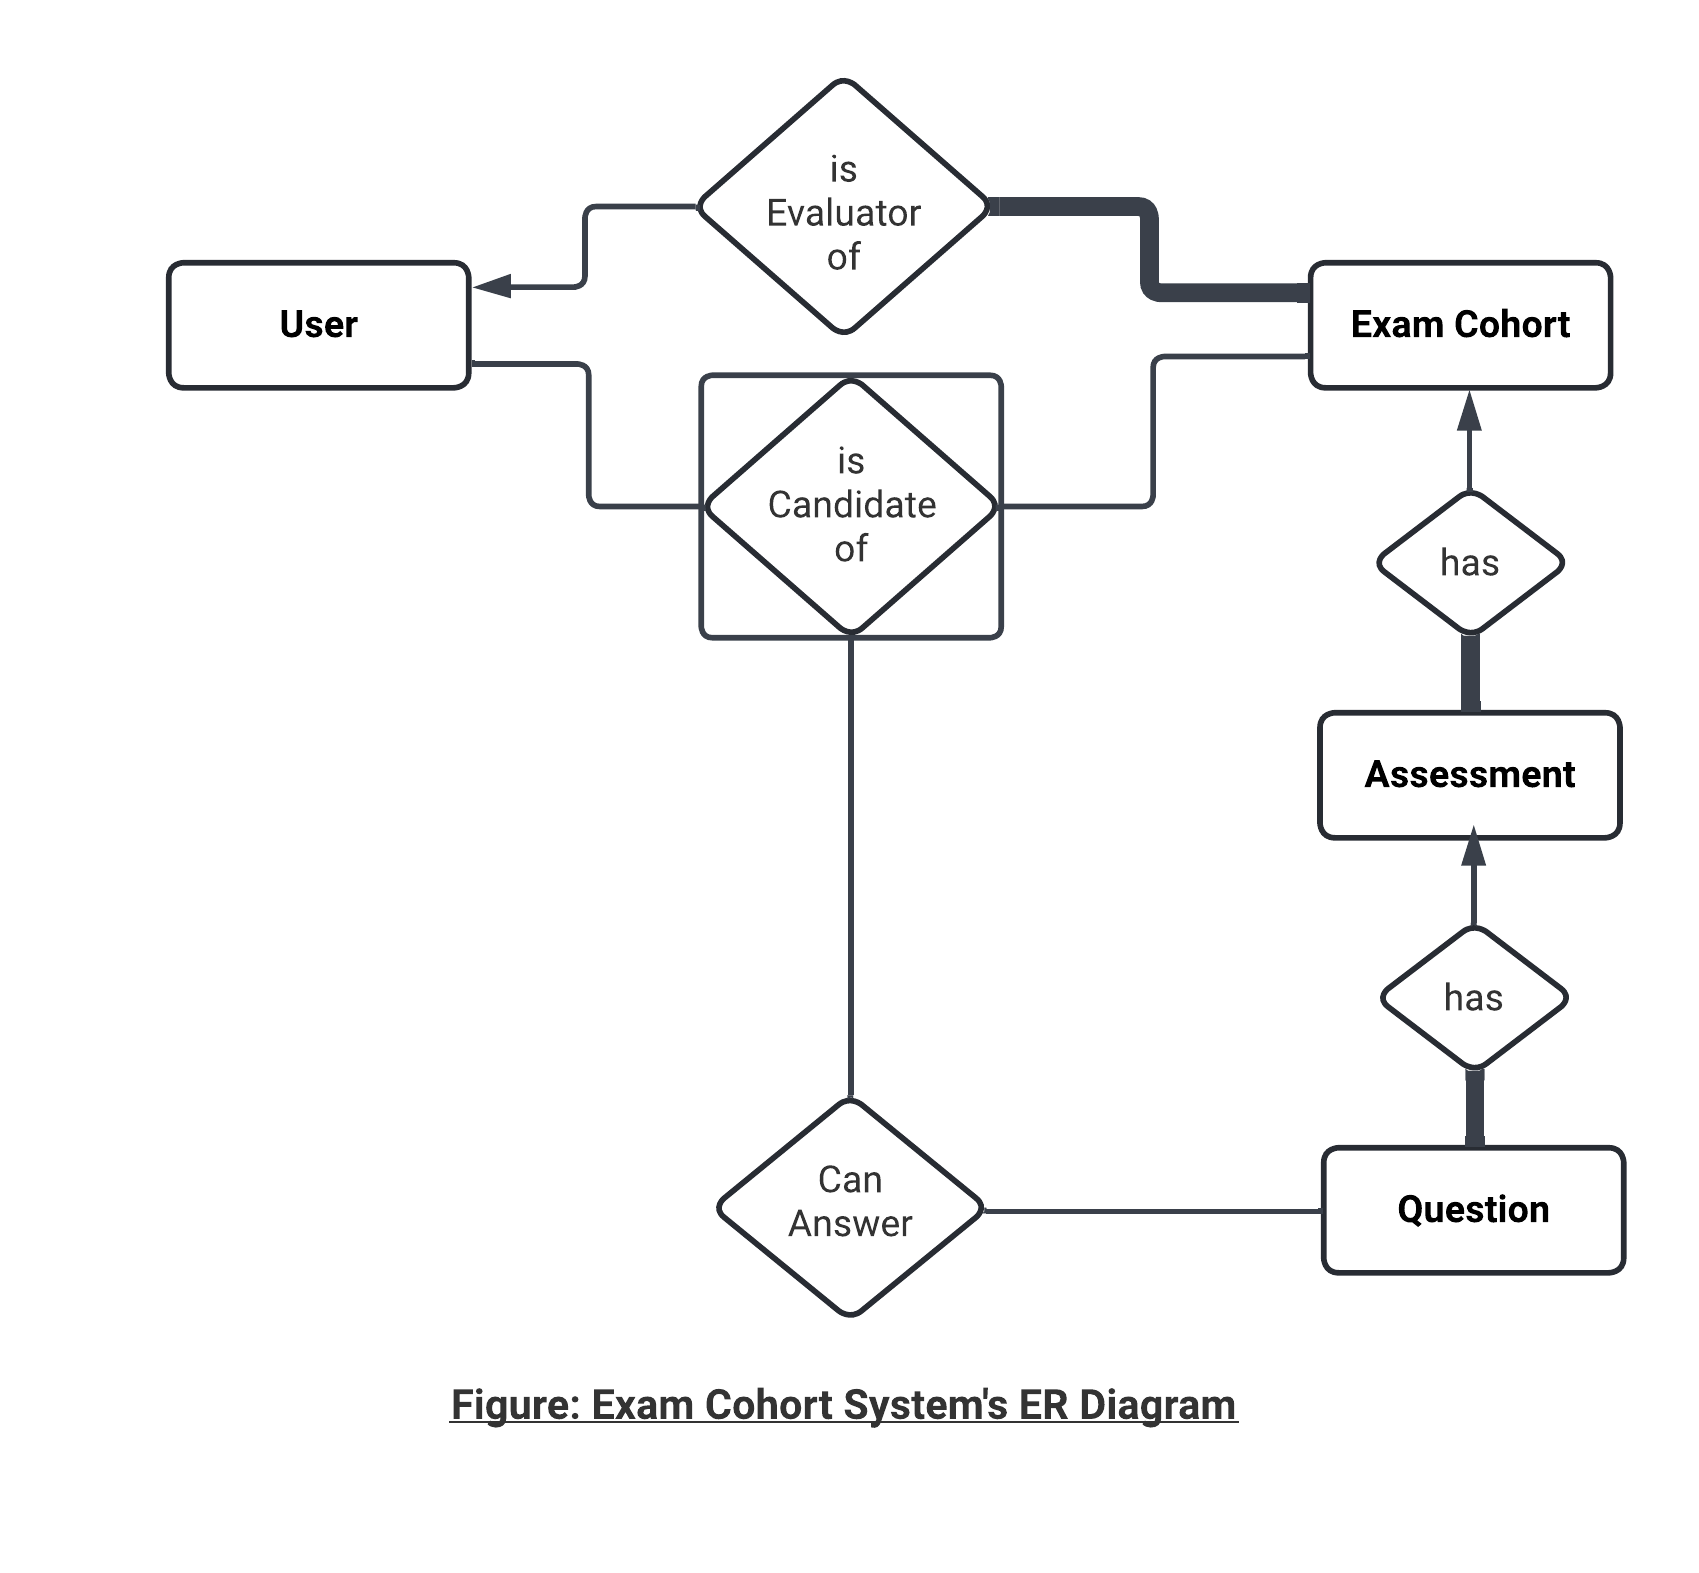 is
Evaluator
of
User
Exam Cohort
is
Candidate
of
has
Assessment
has
Can
Answer
Question
Figure: Exam Cohort System's ER Diagram